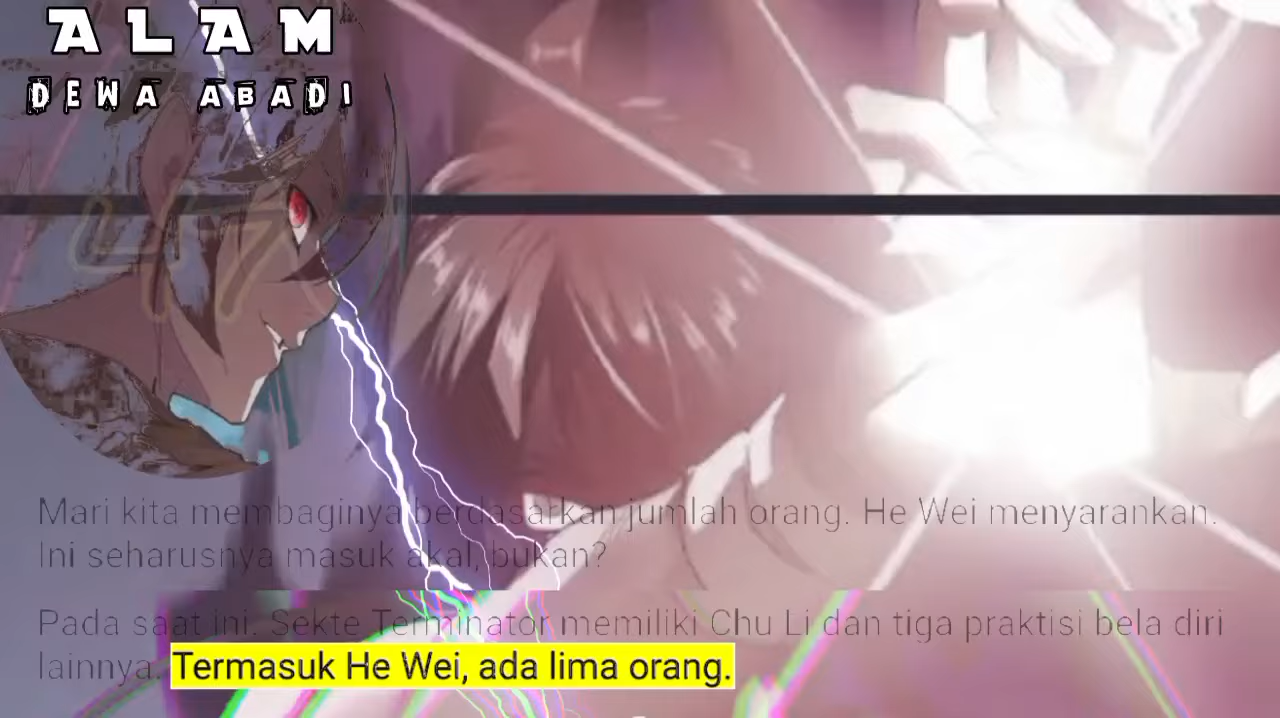 ALAM
DEWA ABADI
Mari kita membaginya berdasarkan jumlah orang. He Wei menyarankan.
Ini seharusnya masuk akal, bukan?
Pada saat ini. Sekte Terminator memiliki Chu Li dan tiga praktisi bela diri
lainnya. Termasuk He Wei, ada lima orang.